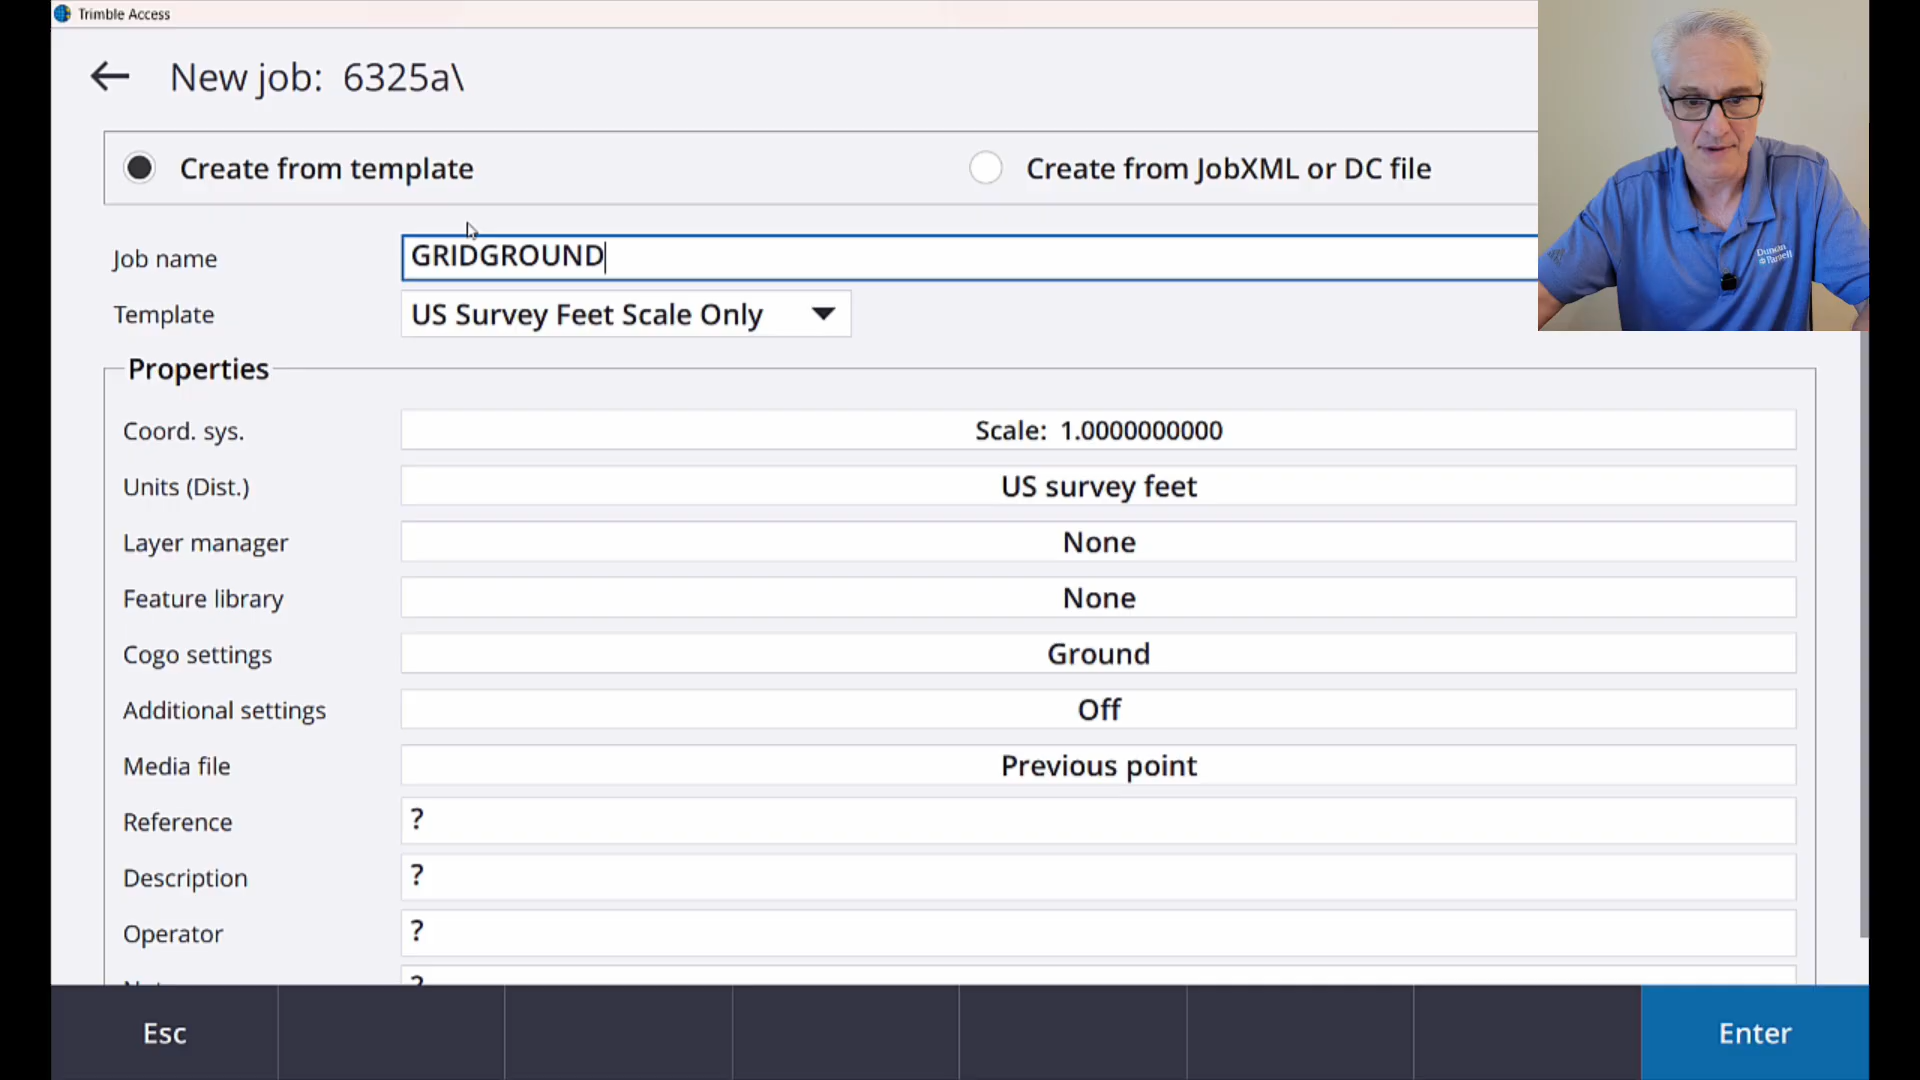 Trimble Access
New job: 6325a\
Create from template
Create from JobXML or DC file
Job name
GRIDGROUND
Template
US Survey Feet Scale Only
Properties
Coord. sys.
Scale: 1.0000000000
Units (Dist.)
US survey feet
Layer manager
None
Feature library
None
Cogo settings
Ground
Additional settings
Off
Media file
Previous point
Reference
?
Description
?
Operator
?
?
Esc
Enter
Duncan
Parnell